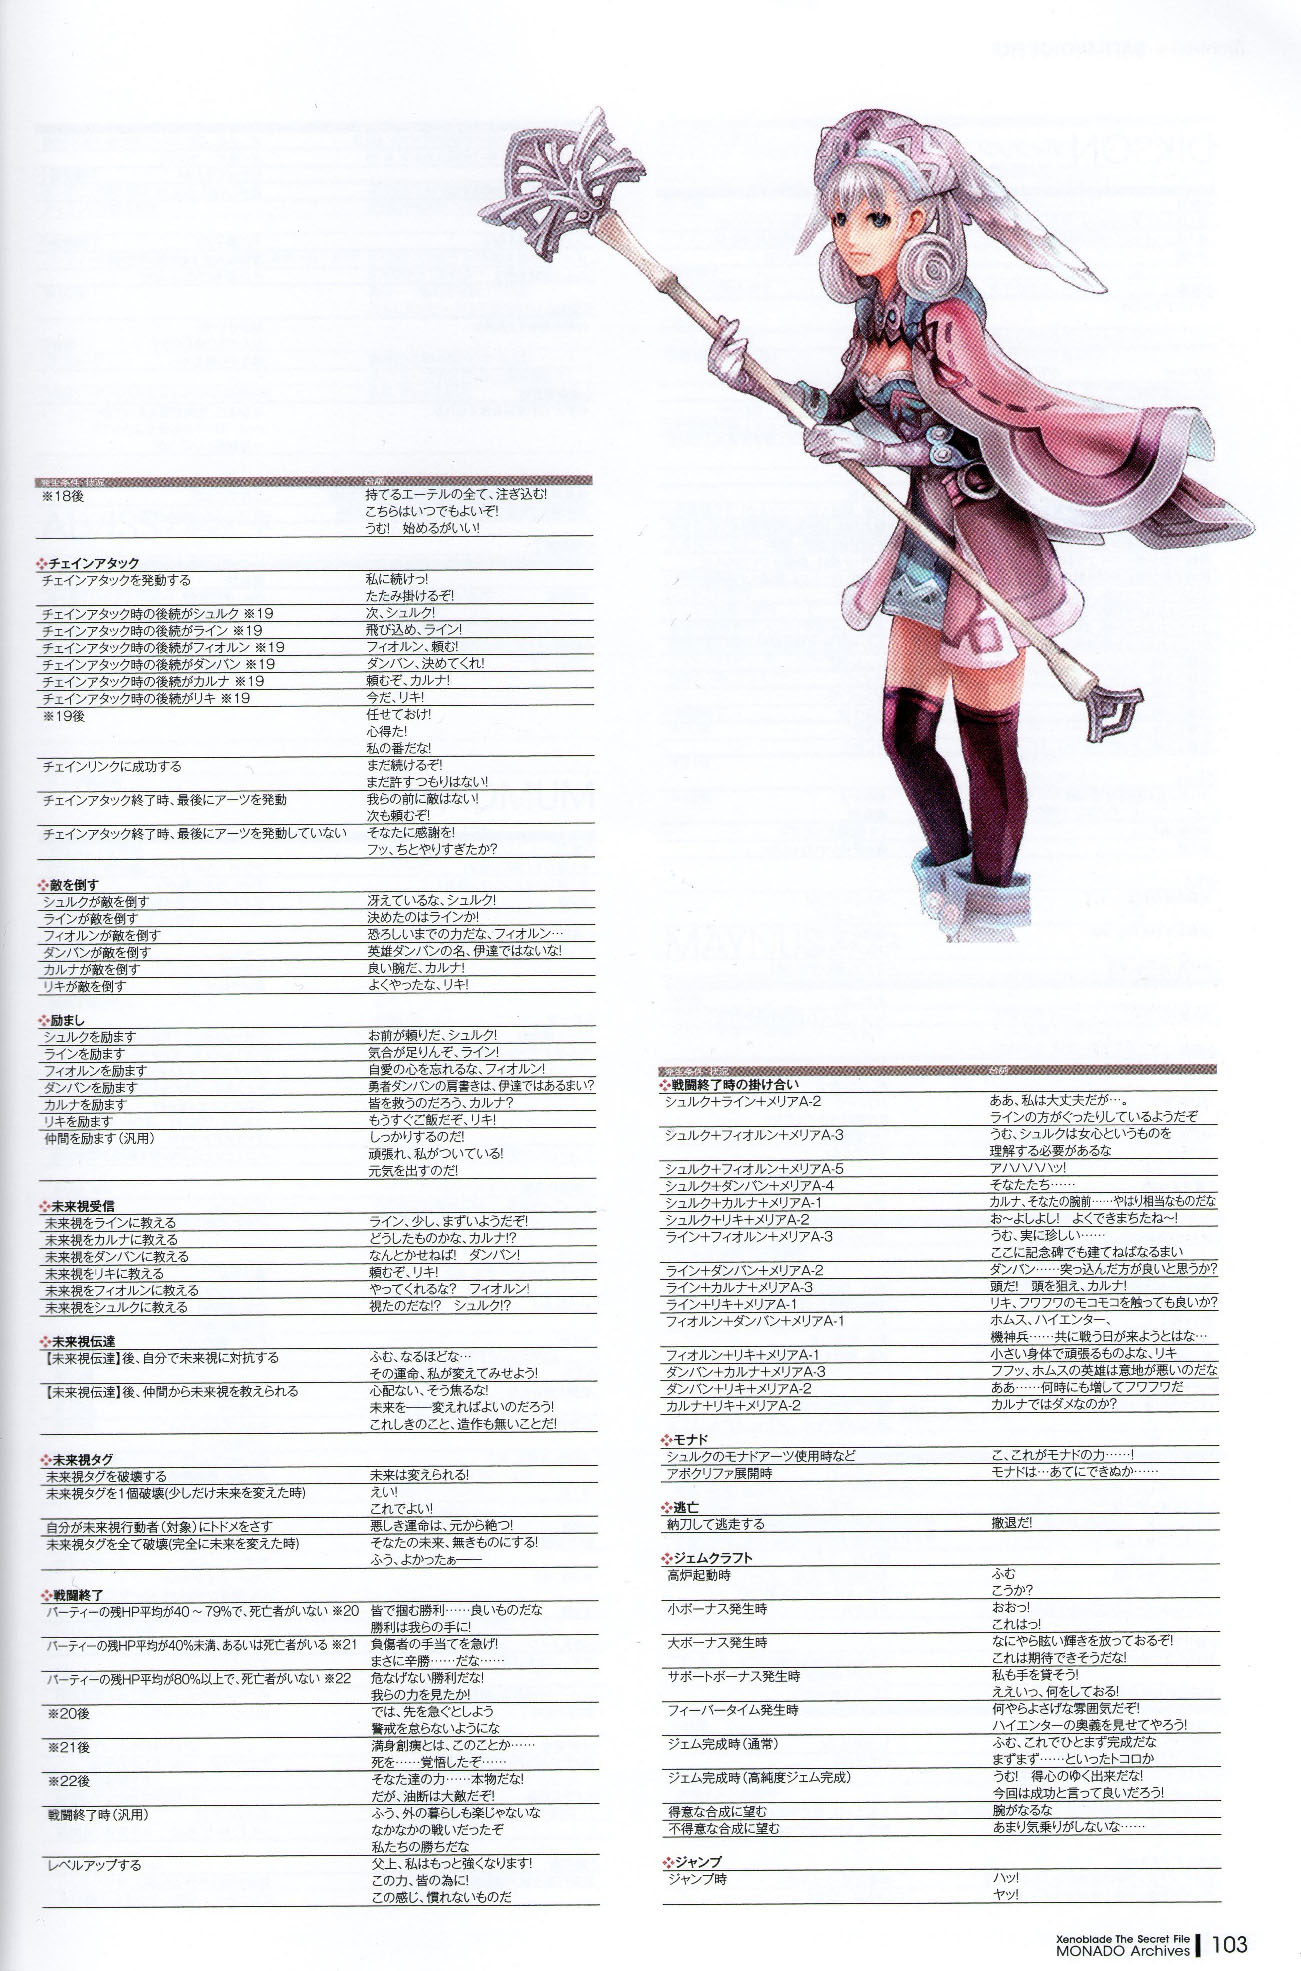 発生条件・状況 台詞
※18後 持てるエーテルの全て、注ぎ込む!
こちらはいつでもよいぞ!
うむ! 始めるがいい!
チェインアタック
チェインアタックを発動する 私に続けっ!
たたみ掛けるぞ!
チェインアタック時の後続がシュルク ※19 次、シュルク!
チェインアタック時の後続がライン ※19 飛び込め、ライン!
チェインアタック時の後続がフィオルン ※19 フィオルン、頼む!
チェインアタック時の後続がダンバン ※19 ダンバン、決めてくれ!
チェインアタック時の後続がカルナ ※19 頼むぞ、カルナ!
チェインアタック時の後続がリキ ※19 今だ、リキ!
※19後 任せておけ!
心得た!
私の番だな!
チェインリンクに成功する まだ続けるぞ!
まだ許すつもりはない!
チェインアタック終了時、最後にアーツを発動 我らの前に敵はない!
次も頼むぞ!
チェインアタック終了時、最後にアーツを発動していない そなたに感謝を!
フッ、ちとやりすぎたか?
敵を倒す
シュルクが敵を倒す 冴えているな、シュルク!
ラインが敵を倒す 決めたのはラインか!
フィオルンが敵を倒す 恐ろしいまでの力だな、フィオルン…
ダンバンが敵を倒す 英雄ダンバンの名、伊達ではないな!
カルナが敵を倒す 良い腕だ、カルナ!
リキが敵を倒す よくやったな、リキ!
励まし
シュルクを励ます お前が頼りだ、シュルク!
ラインを励ます 気合が足りんぞ、ライン!
フィオルンを励ます 自愛の心を忘れるな、フィオルン!
ダンバンを励ます 勇者ダンバンの肩書きは、伊達ではあるまい?
カルナを励ます 皆を救うのだろう、カルナ?
リキを励ます もうすぐご飯だぞ、リキ!
仲間を励ます(汎用) しっかりするのだ!
頑張れ、私がついている!
元気を出すのだ!
未来視受信
未来視をラインに教える ライン、少し、まずいようだぞ!
未来視をカルナに教える どうしたものかな、カルナ!?
未来視をダンバンに教える なんとかせねば! ダンバン!
未来視をリキに教える 頼むぞ、リキ!
未来視をフィオルンに教える やってくれるな? フィオルン!
未来視をシュルクに教える 視たのだな!? シュルク!?
未来視伝達
【未来視伝達】後、自分で未来視に対抗する ふむ、なるほどな…
その運命、私が変えてみせよう!
【未来視伝達】後、仲間から未来視を教えられる 心配ない、そう焦るな!
未来を――変えればよいのだろう!
これしきのこと、造作も無いことだ!
未来視タグ
未来視タグを破壊する 未来は変えられる!
未来視タグを1個破壊(少しだけ未来を変えた時) えい!
これでよい!
自分が未来視行動者(対象)にトドメをさす 悪しき運命は、元から絶つ!
未来視タグを全て破壊(完全に未来を変えた時) そなたの未来、無きものにする!
ふう、よかったぁ――
戦闘終了
パーティーの残HP平均が40~79%で、死亡者がいない ※20 皆で掴む勝利……良いものだな
勝利は我らの手に!
パーティーの残HP平均が40%未満、あるいは死亡者がいる ※21 負傷者の手当てを急げ!
まさに辛勝……だな……
パーティーの残HP平均が80%以上で、死亡者がいない ※22 危なげない勝利だな!
我らの力を見たか!
※20後 では、先を急ぐとしよう
警戒を怠らないようにな
※21後 満身創痍とは、このことか……
死を……覚悟したぞ……
※22後 そなた達の力……本物だな!
だが、油断は大敵だぞ!
戦闘終了時(汎用) ふう、外の暮らしも楽じゃないな
なかなかの戦いだったぞ
私たちの勝ちだな
レベルアップする 父上、私はもっと強くなります!
この力、皆の為に!
この感じ、慣れないものだ
発生条件・状況 台詞
戦闘終了時の掛け合い
シュルク+ライン+メリアA-2 ああ、私は大丈夫だが…。
ラインの方がぐったりしているようだぞ
シュルク+フィオルン+メリアA-3 うむ、シュルクは女心というものを
理解する必要があるな
シュルク+フィオルン+メリアA-5 アハハハハッ!
シュルク+ダンバン+メリアA-4 そなたたち……
シュルク+カルナ+メリアA-1 カルナ、そなたの腕前……やはり相当なものだな
シュルク+リキ+メリアA-2 お~よしよし! よくできまちたね~!
ライン+フィオルン+メリアA-3 うむ、実に珍しい……
ここに記念碑でも建てねばなるまい
ライン+ダンバン+メリアA-2 ダンバン……突っ込んだ方が良いと思うか?
ライン+カルナ+メリアA-3 頭だ! 頭を狙え、カルナ!
ライン+リキ+メリアA-1 リキ、フワフワのモコモコを触っても良いか?
フィオルン+ダンバン+メリアA-1 ホムス、ハイエンター、
機神兵……共に戦う日が来ようとはな…
フィオルン+リキ+メリアA-1 小さい身体で頑張るものよな、リキ
ダンバン+カルナ+メリアA-3 フフッ、ホムスの英雄は意地が悪いのだな
ダンバン+リキ+メリアA-2 ああ……何時にも増してフワフワだ
カルナ+リキ+メリアA-2 カルナではダメなのか?
モナド
シュルクのモナドアーツ使用時など こ、これがモナドの力……!
アポクリファ展開時 モナドは…あてにできぬか……
逃亡
納刀して逃走する 撤退だ!
ジェムクラフト
高炉起動時 ふむ
こうか?
小ボーナス発生時 おおっ!
これはっ!
大ボーナス発生時 なにやら眩い輝きを放っておるぞ!
これは期待できそうだな!
サポートボーナス発生時 私も手を貸そう!
ええいっ、何をしておる!
フィーバータイム発生時 何やらよさげな雰囲気だぞ!
ハイエンターの奥義を見せてやろう!
ジェム完成時(通常) ふむ、これでひとまず完成だな
まずまず……といったトコロか
ジェム完成時(高純度ジェム完成) うむ! 得心のゆく出来だな!
今回は成功と言って良いだろう!
得意な合成に望む 腕がなるな
不得意な合成に望む あまり気乗りがしないな……
ジャンプ
ジャンプ時 ハッ!
ヤッ!
Xenoblade The Secret File
MONADO Archives 103